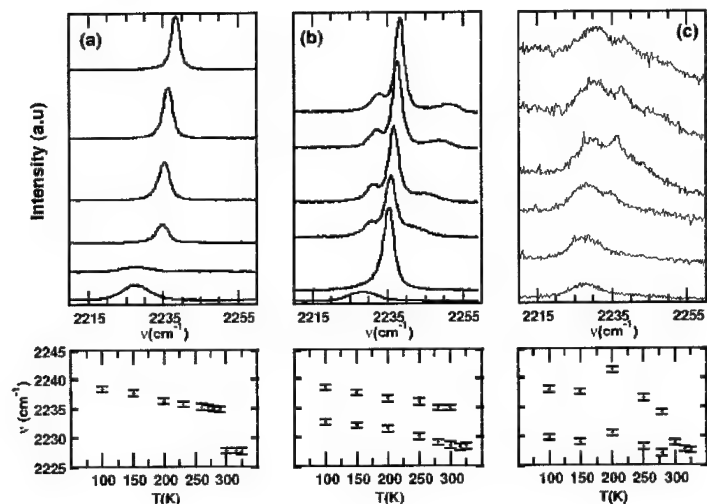 (a) (b) (c)
Intensity (a.u)
2215 2235 2255 2215 2235 2255 2215 2235 2255
ν(cm⁻¹) ν(cm⁻¹) ν(cm⁻¹)
ν (cm⁻¹)
2245
2240
2235
2230
2225
100 150 200 250 300 100 150 200 250 300 100 150 200 250 300
T(K) T(K) T(K)